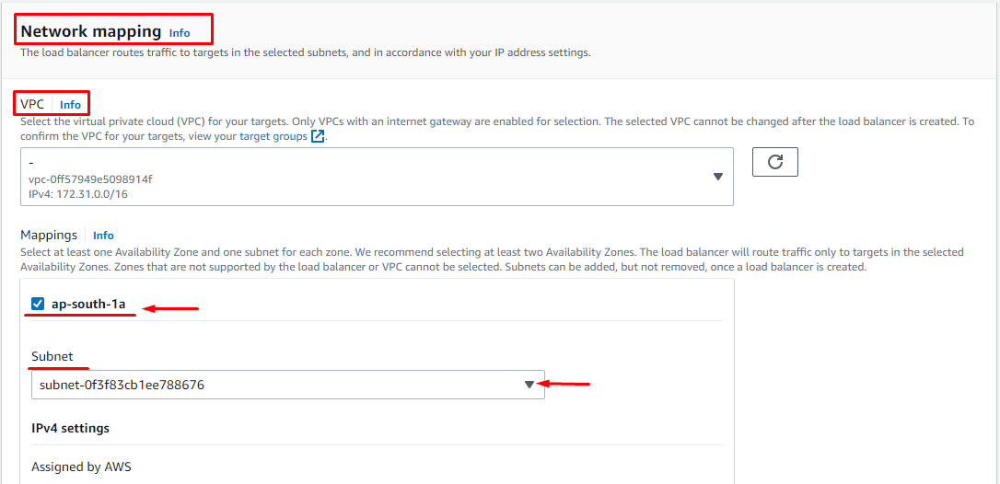 Network mapping Info
The load balancer routes traffic to targets in the selected subnets, and in accordance with your IP address settings.
VPC Info
Select the virtual private cloud (VPC) for your targets. Only VPCs with an internet gateway are enabled for selection. The selected VPC cannot be changed after the load balancer is created. To
confirm the VPC for your targets, view your target groups.
-
vpc-0ff57949e5098914f
IPv4: 172.31.0.0/16
Mappings Info
Select at least one Availability Zone and one subnet for each zone. We recommend selecting at least two Availability Zones. The load balancer will route traffic only to targets in the selected
Availability Zones. Zones that are not supported by the load balancer or VPC cannot be selected. Subnets can be added, but not removed, once a load balancer is created.
ap-south-1a
Subnet
subnet-0f3f83cb1ee788676
IPv4 settings
Assigned by AWS